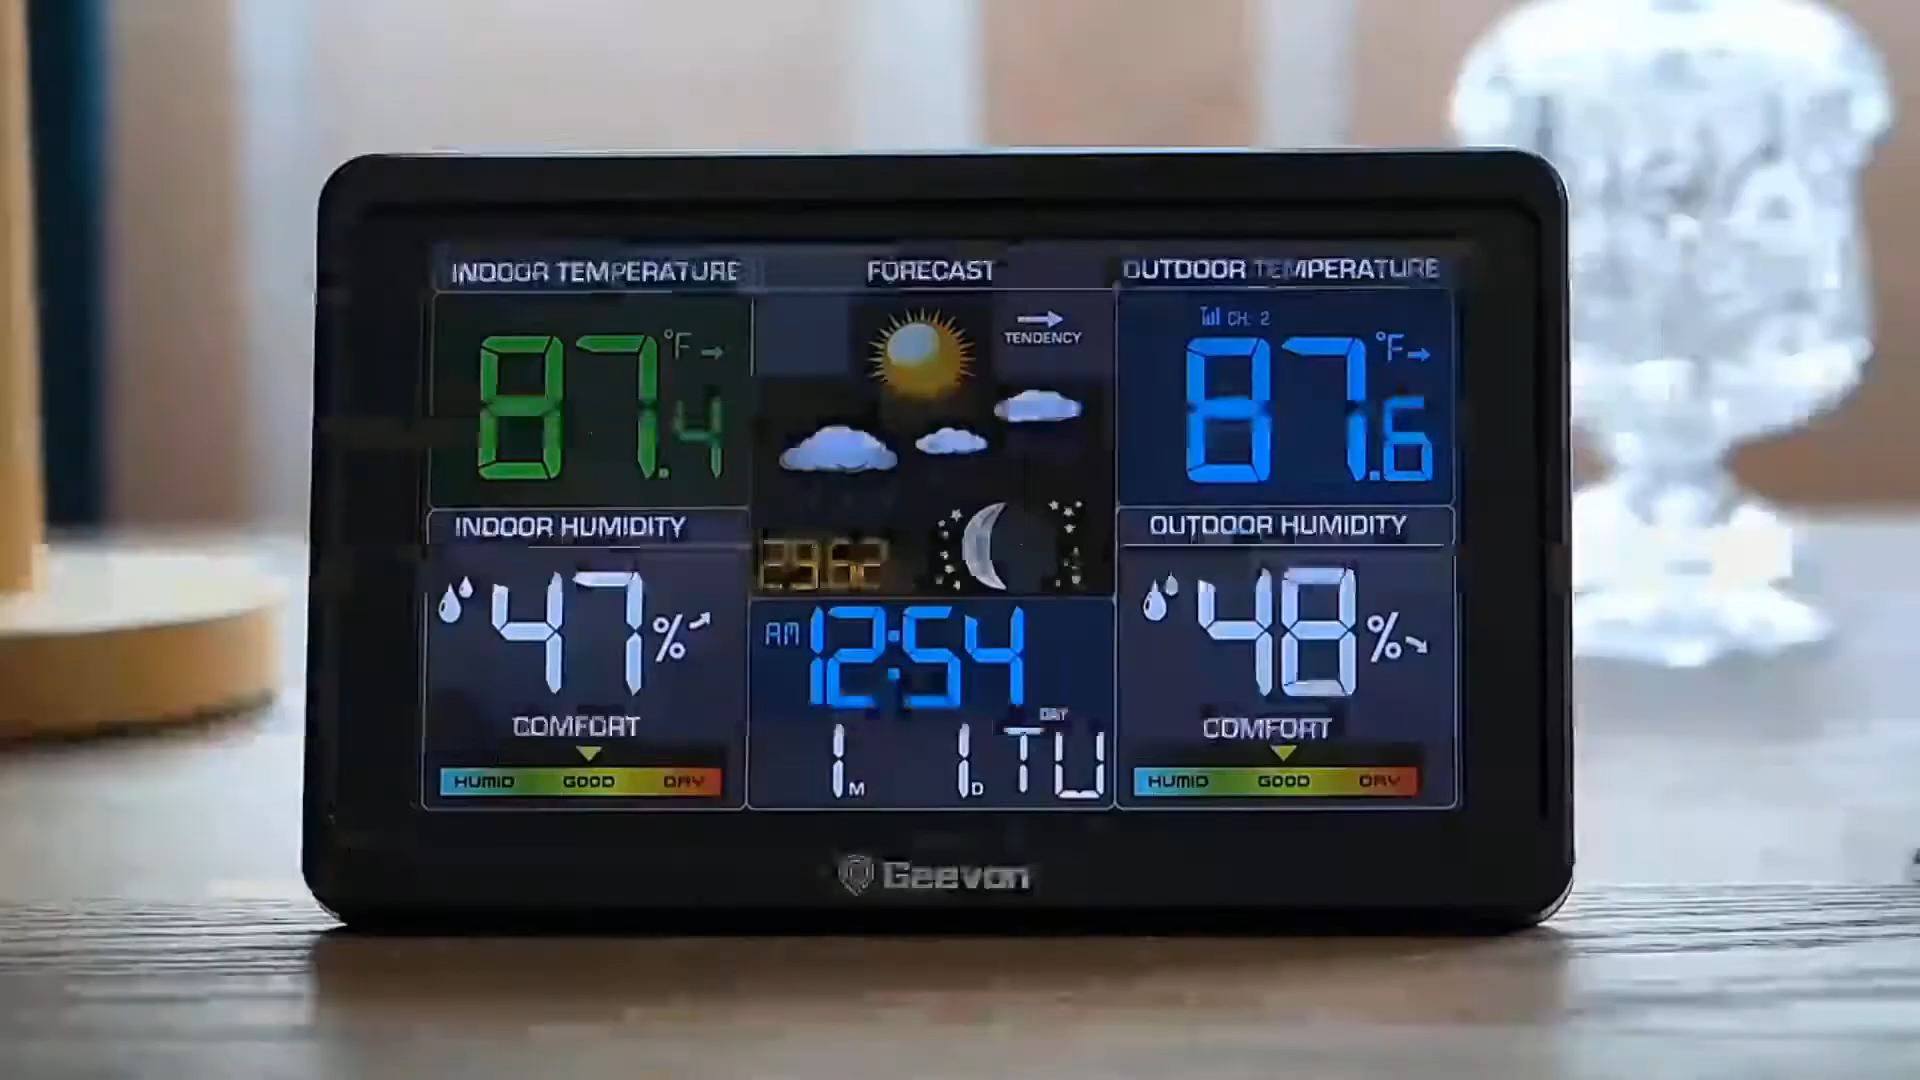 INDOOR TEMPERATURE
87.4 °F
INDOOR HUMIDITY
47%
COMFORT
HUMID GOOD DRY
FORECAST
TENDENCY
29.62
AM 12:54
DAY
1 M 1 D TU
OUTDOOR TEMPERATURE
CH. 2
87.6 °F
OUTDOOR HUMIDITY
48%
COMFORT
HUMID GOOD DRY
Geevon